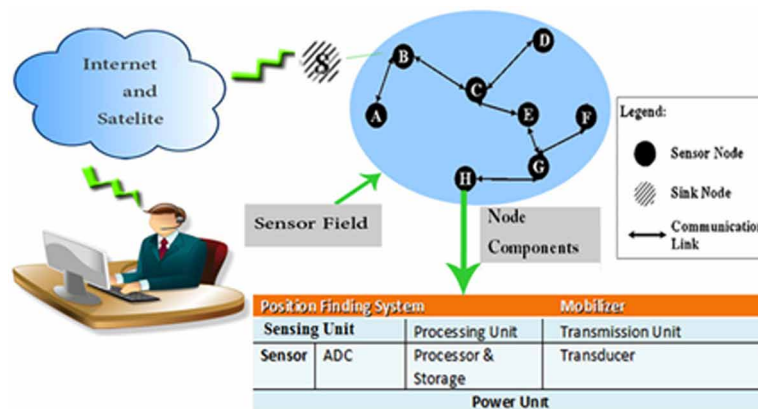 Internet
and
Satelite
S
B
D
A
C
E
F
G
H
Legend:
Sensor Node
Sink Node
Communication
Link
Sensor Field
Node
Components
Position Finding System Mobilizer
Sensing Unit Processing Unit Transmission Unit
Sensor ADC Processor & Transducer
Storage
Power Unit